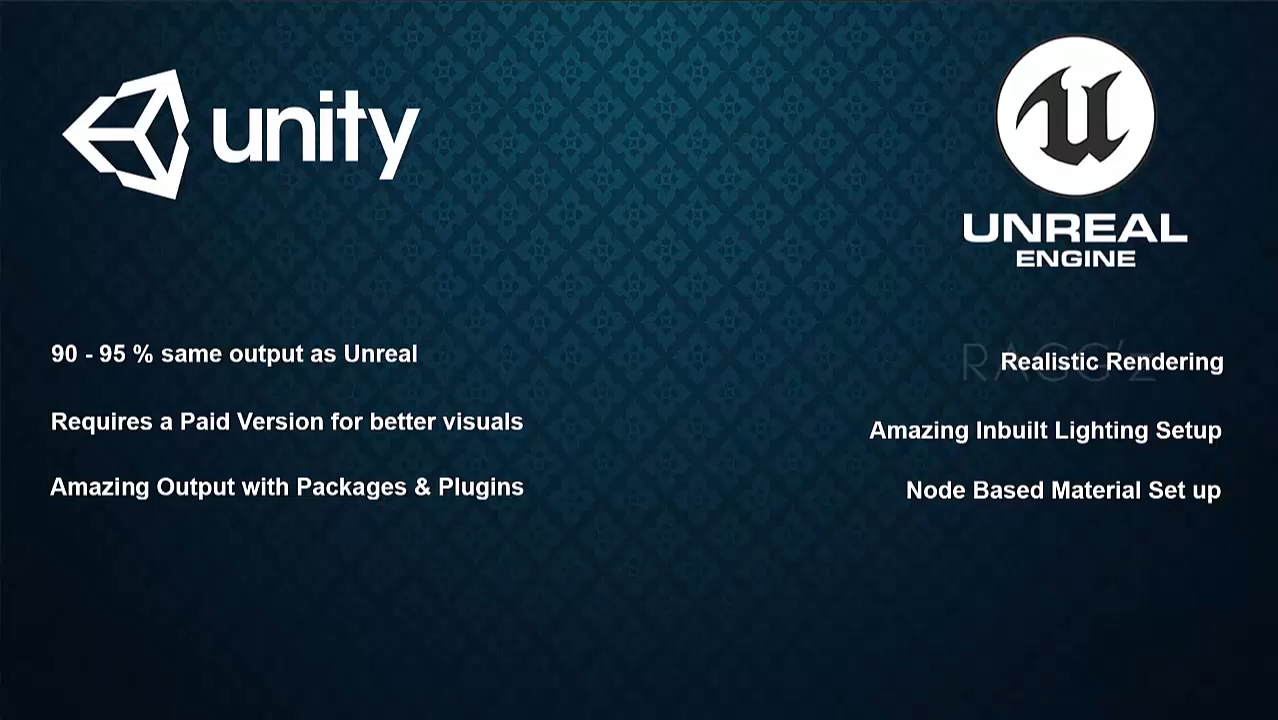 unity
UNREAL
ENGINE
90 - 95 % same output as Unreal
Requires a Paid Version for better visuals
Amazing Output with Packages & Plugins
Realistic Rendering
Amazing Inbuilt Lighting Setup
Node Based Material Set up